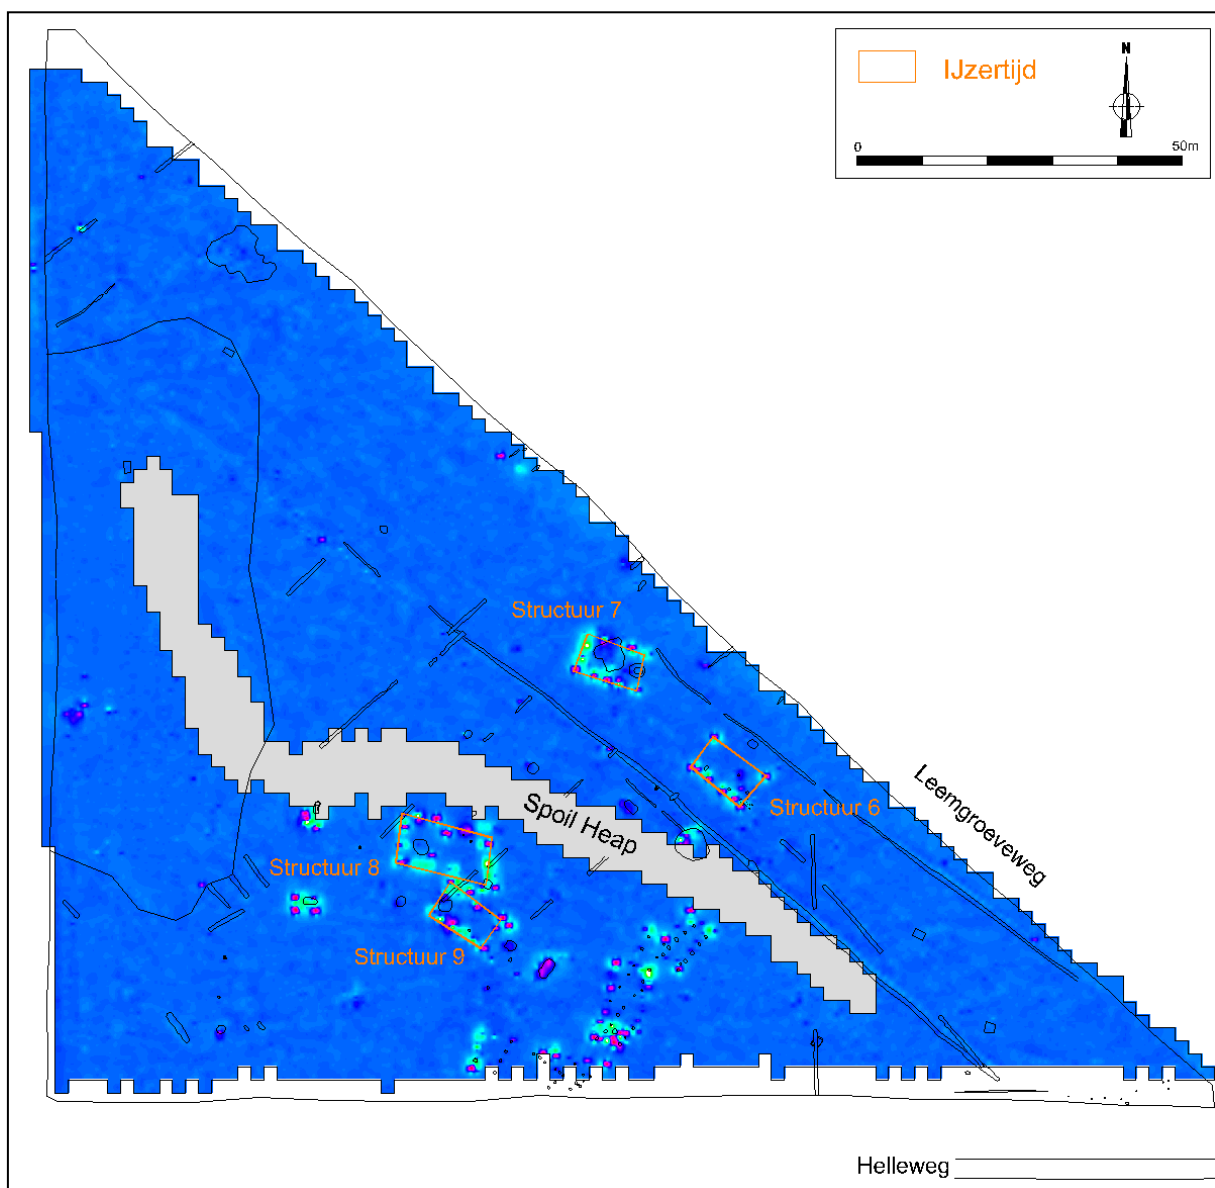 N
IJzertijd
0 50m
Structuur 7
Structuur 6
Leemgroeveweg
Spoil Heap
Structuur 8
Structuur 9
Helleweg